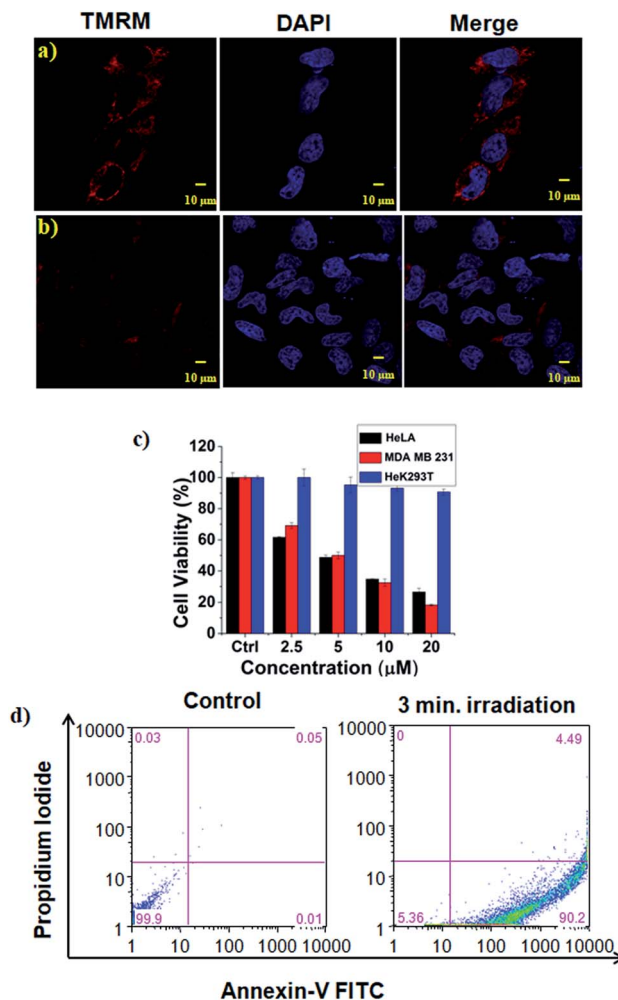 TMRM DAPI Merge
a)
10 μm 10 μm 10 μm
b)
10 μm 10 μm 10 μm
c)
HeLA
MDA MB 231
HeK293T
120
100
80
60
40
20
0
Cell Viability (%)
Ctrl 2.5 5 10 20
Concentration (μM)
d)
Control 3 min. irradiation
Propidium Iodide
10000
1000
100
10
1
0.03 0.05
99.9 0.01
1 10 100 1000 10000
10000
1000
100
10
1
0 4.49
5.36 90.2
1 10 100 1000 10000
Annexin-V FITC